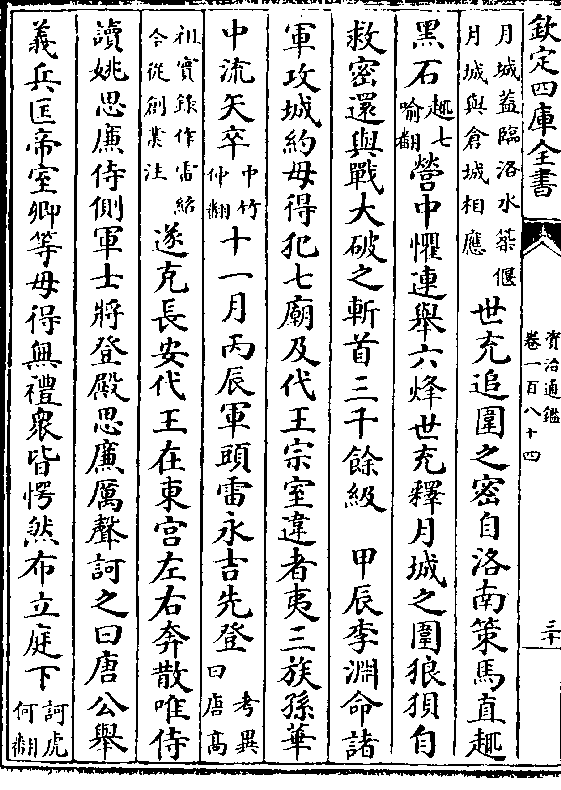 欽定四庫全書
資治通鑑
卷一百八十四
三十
月城蓋臨洛水築偃月城與倉城相應世充追圍之密自洛南策馬直趣
黑石趣七喻翻營中懼連舉六烽世充釋月城之圍狼狽自
救密還與戰大破之斬首三千餘級　甲辰李淵命諸
軍攻城約毋得犯七廟及代王宗室違者夷三族孫華
中流矢卒中竹仲翻十一月丙辰軍頭雷永吉先登考異曰唐高
祖實錄作雷紹今從創業注遂克長安代王在東宮左右奔散唯侍
讀姚思廉侍側軍士將登殿思廉厲聲訶之曰唐公舉
義兵匡帝室卿等毋得無禮衆皆愕然布立庭下訶虎何翻